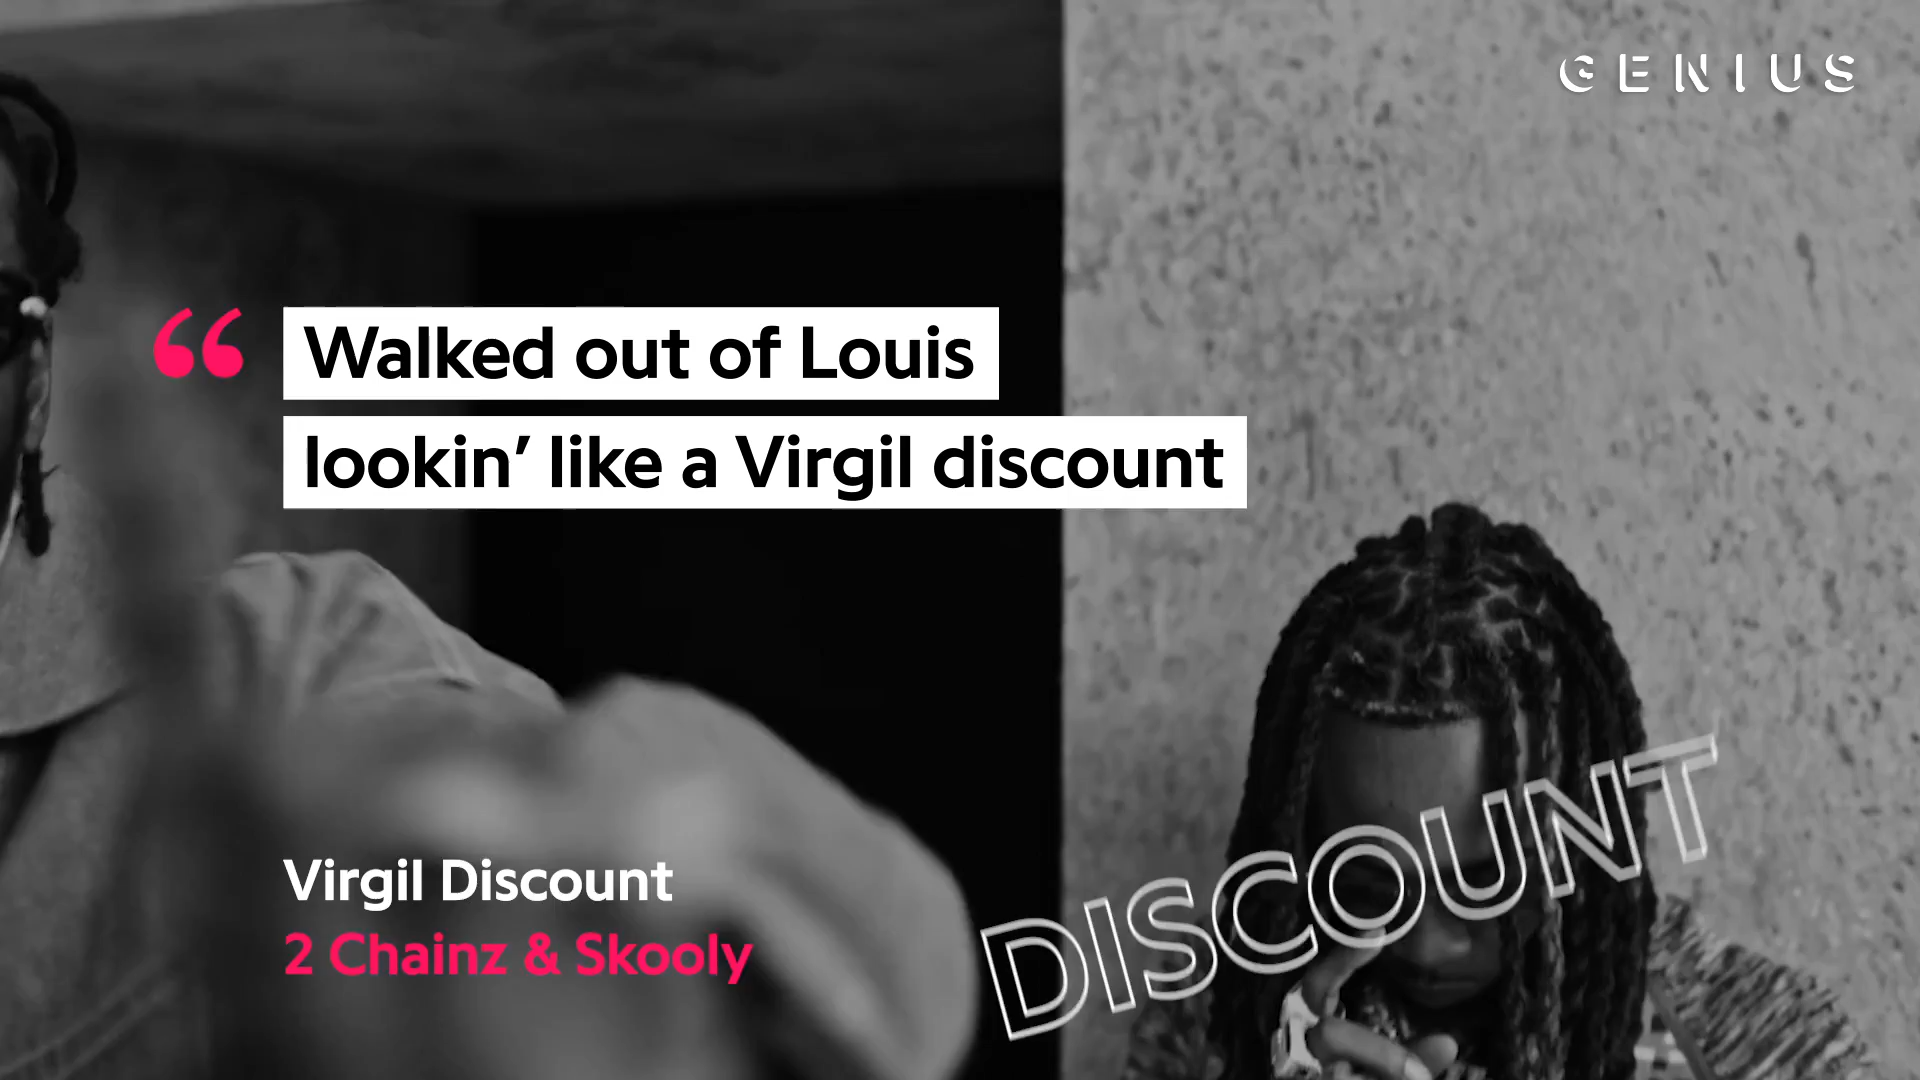 GENIUS
“ Walked out of Louis
lookin’ like a Virgil discount
DISCOUNT
Virgil Discount
2 Chainz & Skooly